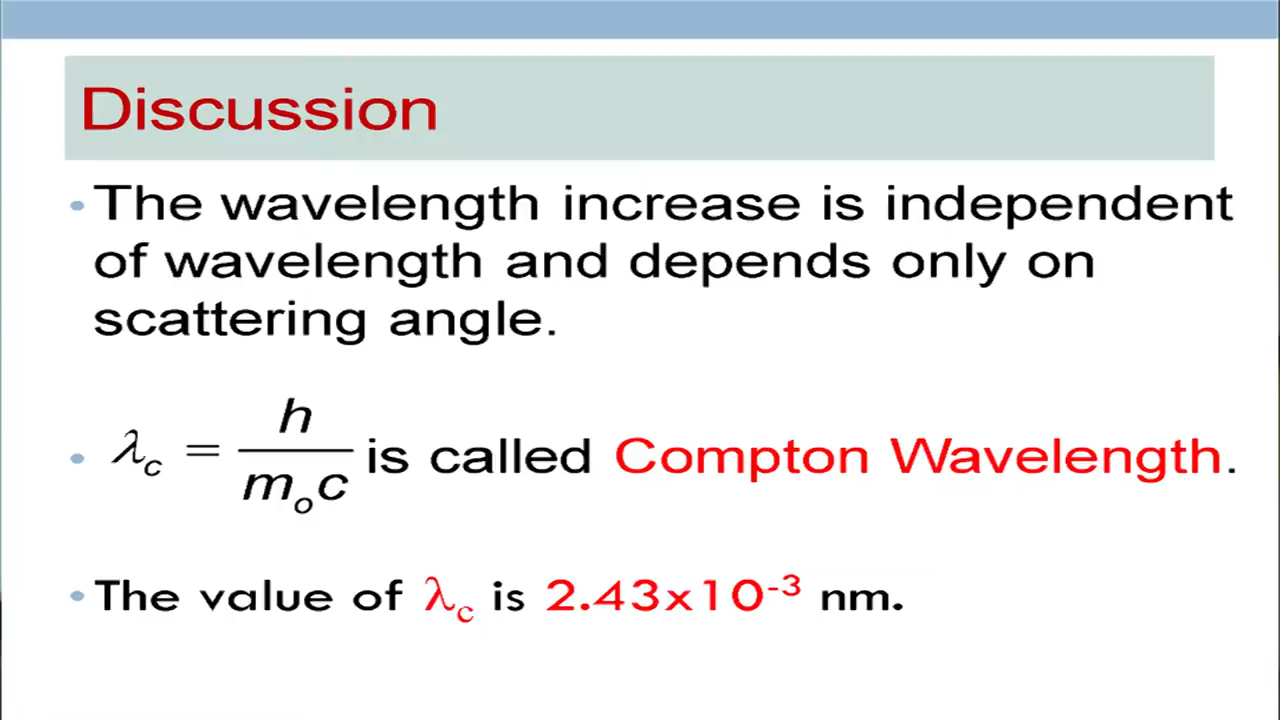 Discussion
• The wavelength increase is independent
of wavelength and depends only on
scattering angle.
• λc = h/moc is called Compton Wavelength.
• The value of λc is 2.43x10⁻³ nm.